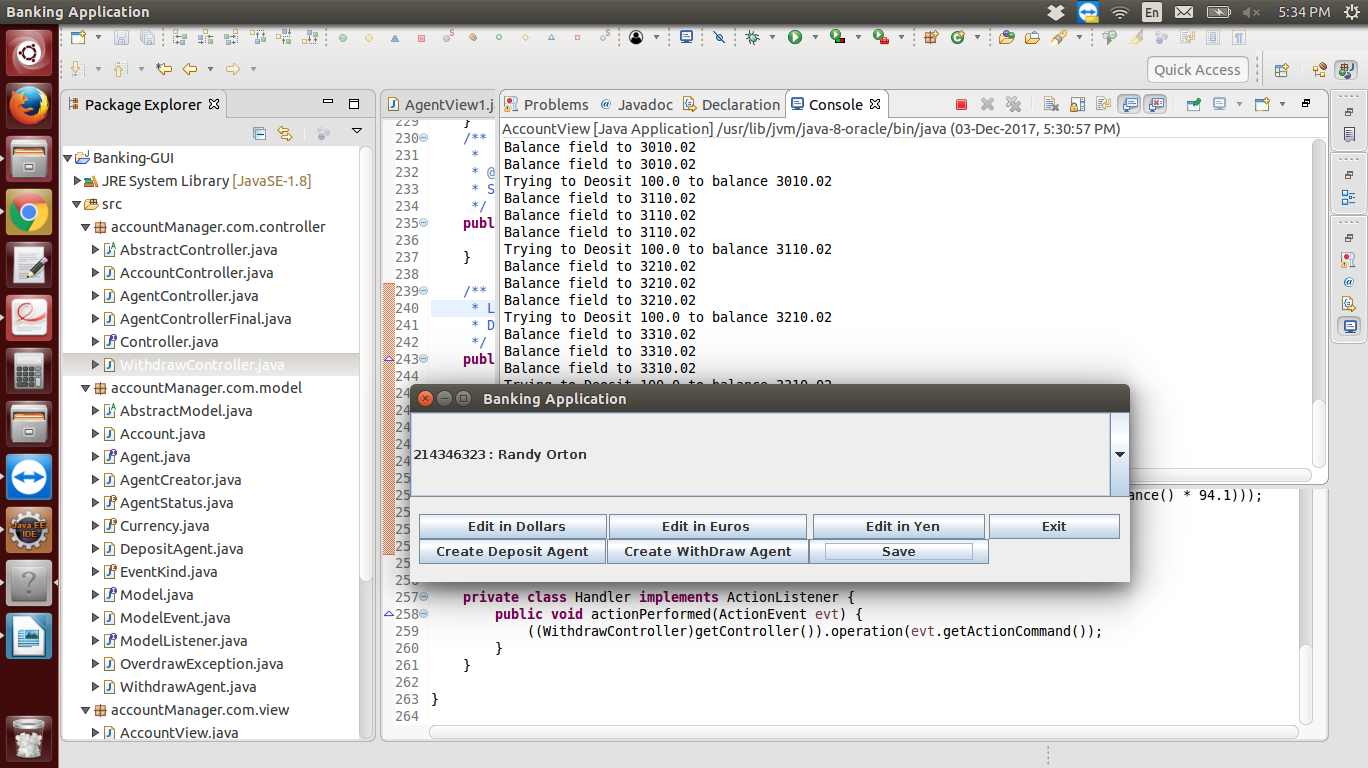 Banking Application
En
5:34 PM
Quick Access
Package Explorer
Banking-GUI
JRE System Library [JavaSE-1.8]
src
accountManager.com.controller
AbstractController.java
AccountController.java
AgentController.java
AgentControllerFinal.java
Controller.java
WithdrawController.java
accountManager.com.model
AbstractModel.java
Account.java
Agent.java
AgentCreator.java
AgentStatus.java
Currency.java
DepositAgent.java
EventKind.java
Model.java
ModelEvent.java
ModelListener.java
OverdrawException.java
WithdrawAgent.java
accountManager.com.view
AccountView.java
Java EE
IDE
AgentView1.j
229 }
230 /**
231 *
232 * @
233 * S
234 */
235 publ
236
237 }
238
239 /**
240 * L
241 * D
242 */
243 publ
244
Problems
Javadoc
Declaration
Console
AccountView [Java Application] /usr/lib/jvm/java-8-oracle/bin/java (03-Dec-2017, 5:30:57 PM)
Balance field to 3010.02
Balance field to 3010.02
Trying to Deosit 100.0 to balance 3010.02
Balance field to 3110.02
Balance field to 3110.02
Balance field to 3110.02
Trying to Deosit 100.0 to balance 3110.02
Balance field to 3210.02
Balance field to 3210.02
Balance field to 3210.02
Trying to Deosit 100.0 to balance 3210.02
Balance field to 3310.02
Balance field to 3310.02
Balance field to 3310.02
Trying to Deosit 100.0 to balance 3310.02
Banking Application
214346323 : Randy Orton
Edit in Dollars
Edit in Euros
Edit in Yen
Exit
Create Deposit Agent
Create WithDraw Agent
Save
ance() * 94.1)));
257 private class Handler implements ActionListener {
258 public void actionPerformed(ActionEvent evt) {
259 ((WithdrawController)getController()).operation(evt.getActionCommand());
260 }
261 }
262
263 }
264